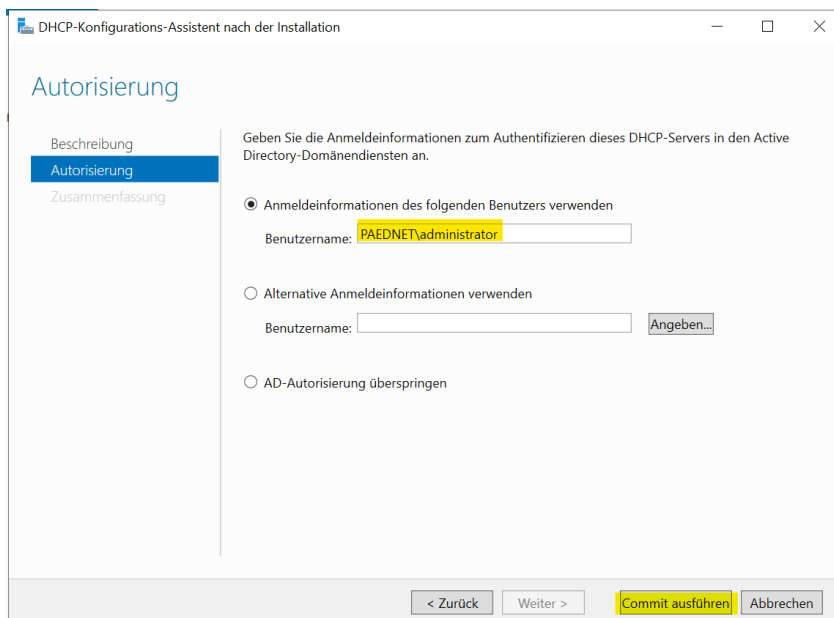 DHCP-Konfigurations-Assistent nach der Installation
Autorisierung
Beschreibung
Autorisierung
Zusammenfassung
Geben Sie die Anmeldeinformationen zum Authentifizieren dieses DHCP-Servers in den Active
Directory-Domänendiensten an.
Anmeldeinformationen des folgenden Benutzers verwenden
Benutzername: PAEDNET\administrator
Alternative Anmeldeinformationen verwenden
Benutzername: Angeben...
AD-Autorisierung überspringen
< Zurück Weiter > Commit ausführen Abbrechen